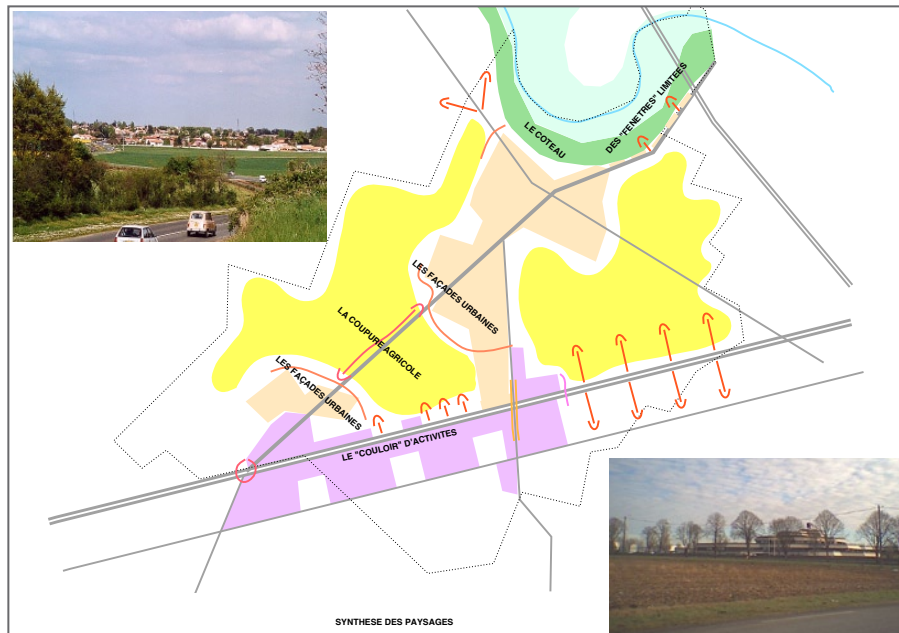 DES "FENETRES" LIMITEES
LE COTEAU
LES FAÇADES URBAINES
LA COUPURE AGRICOLE
LES FAÇADES URBAINES
LE "COULOIR" D'ACTIVITES
SYNTHESE DES PAYSAGES